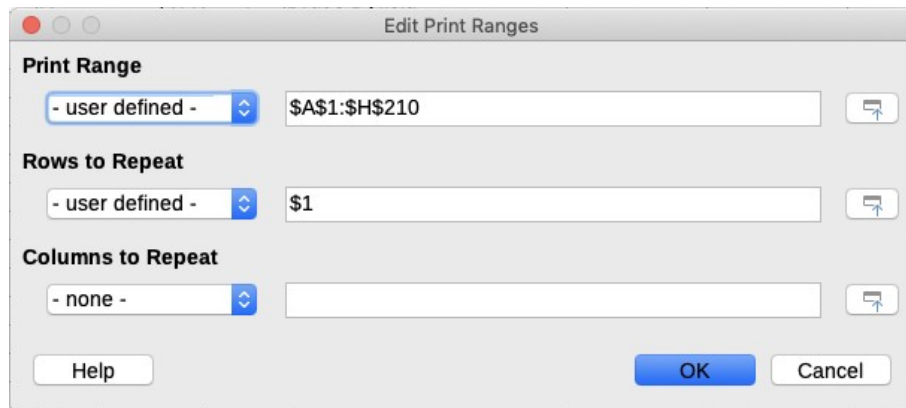 Edit Print Ranges
Print Range
- user defined -
$A$1:$H$210
Rows to Repeat
- user defined -
$1
Columns to Repeat
- none -
Help
OK
Cancel